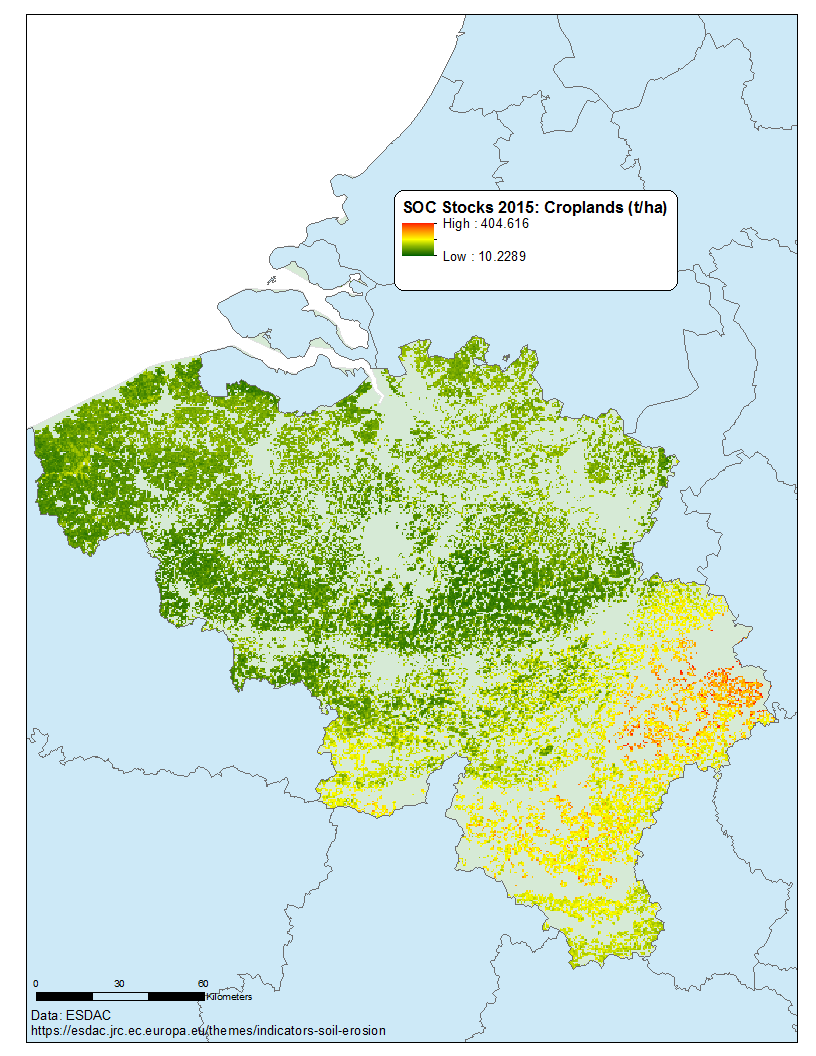 SOC Stocks 2015: Croplands (t/ha)
High : 404.616
Low : 10.2289
0 30 60
Kilometers
Data: ESDAC
https://esdac.jrc.ec.europa.eu/themes/indicators-soil-erosion